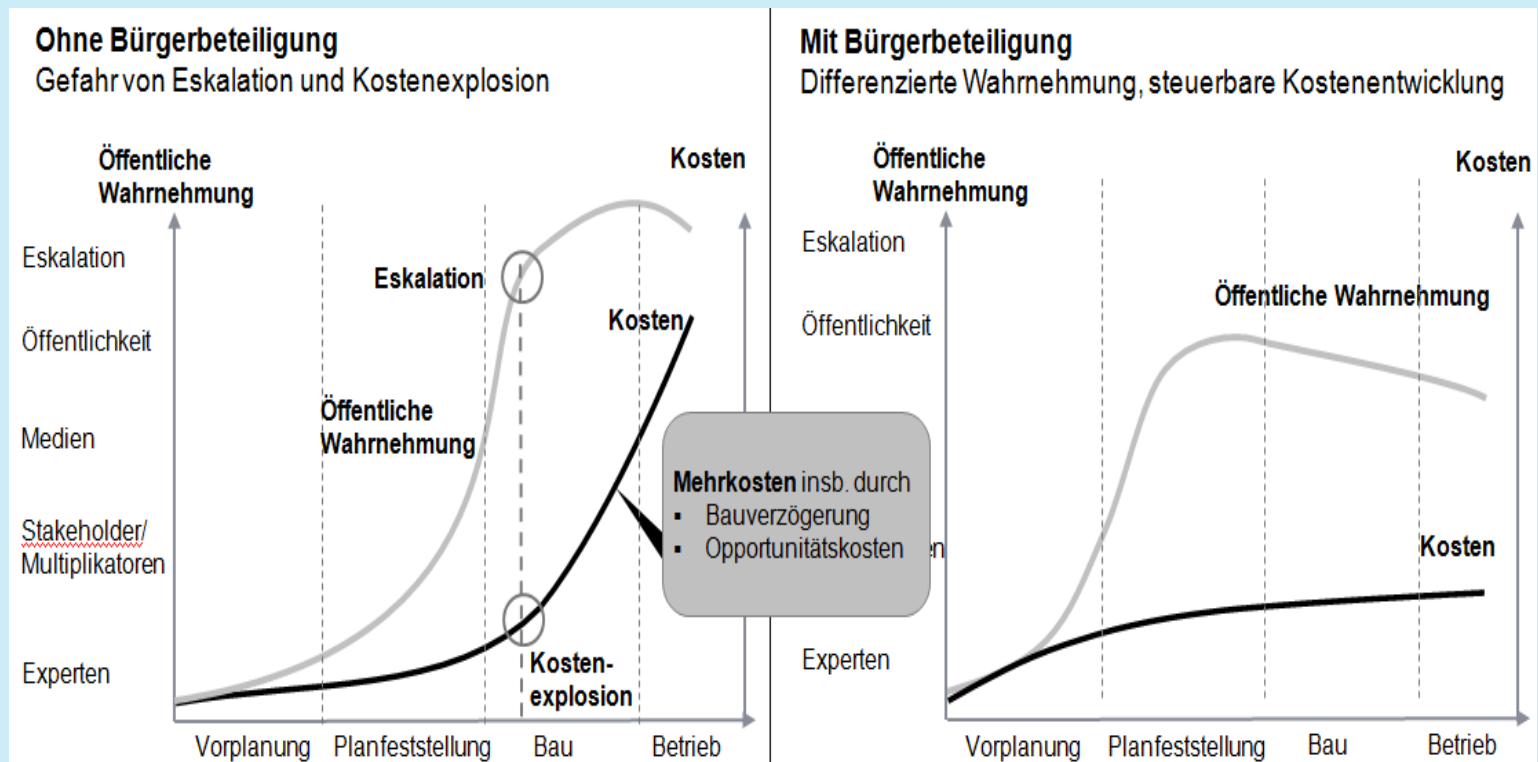 Ohne Bürgerbeteiligung
Gefahr von Eskalation und Kostenexplosion
Öffentliche
Wahrnehmung
Kosten
Eskalation
Öffentlichkeit
Medien
Stakeholder/
Multiplikatoren
Experten
Eskalation
Kosten
Öffentliche
Wahrnehmung
Kosten-
explosion
Vorplanung
Planfeststellung
Bau
Betrieb
Mehrkosten insb. durch
▪ Bauverzögerung
▪ Opportunitätskosten
Mit Bürgerbeteiligung
Differenzierte Wahrnehmung, steuerbare Kostenentwicklung
Öffentliche
Wahrnehmung
Kosten
Eskalation
Öffentlichkeit
Experten
Öffentliche Wahrnehmung
Kosten
Vorplanung
Planfeststellung
Bau
Betrieb